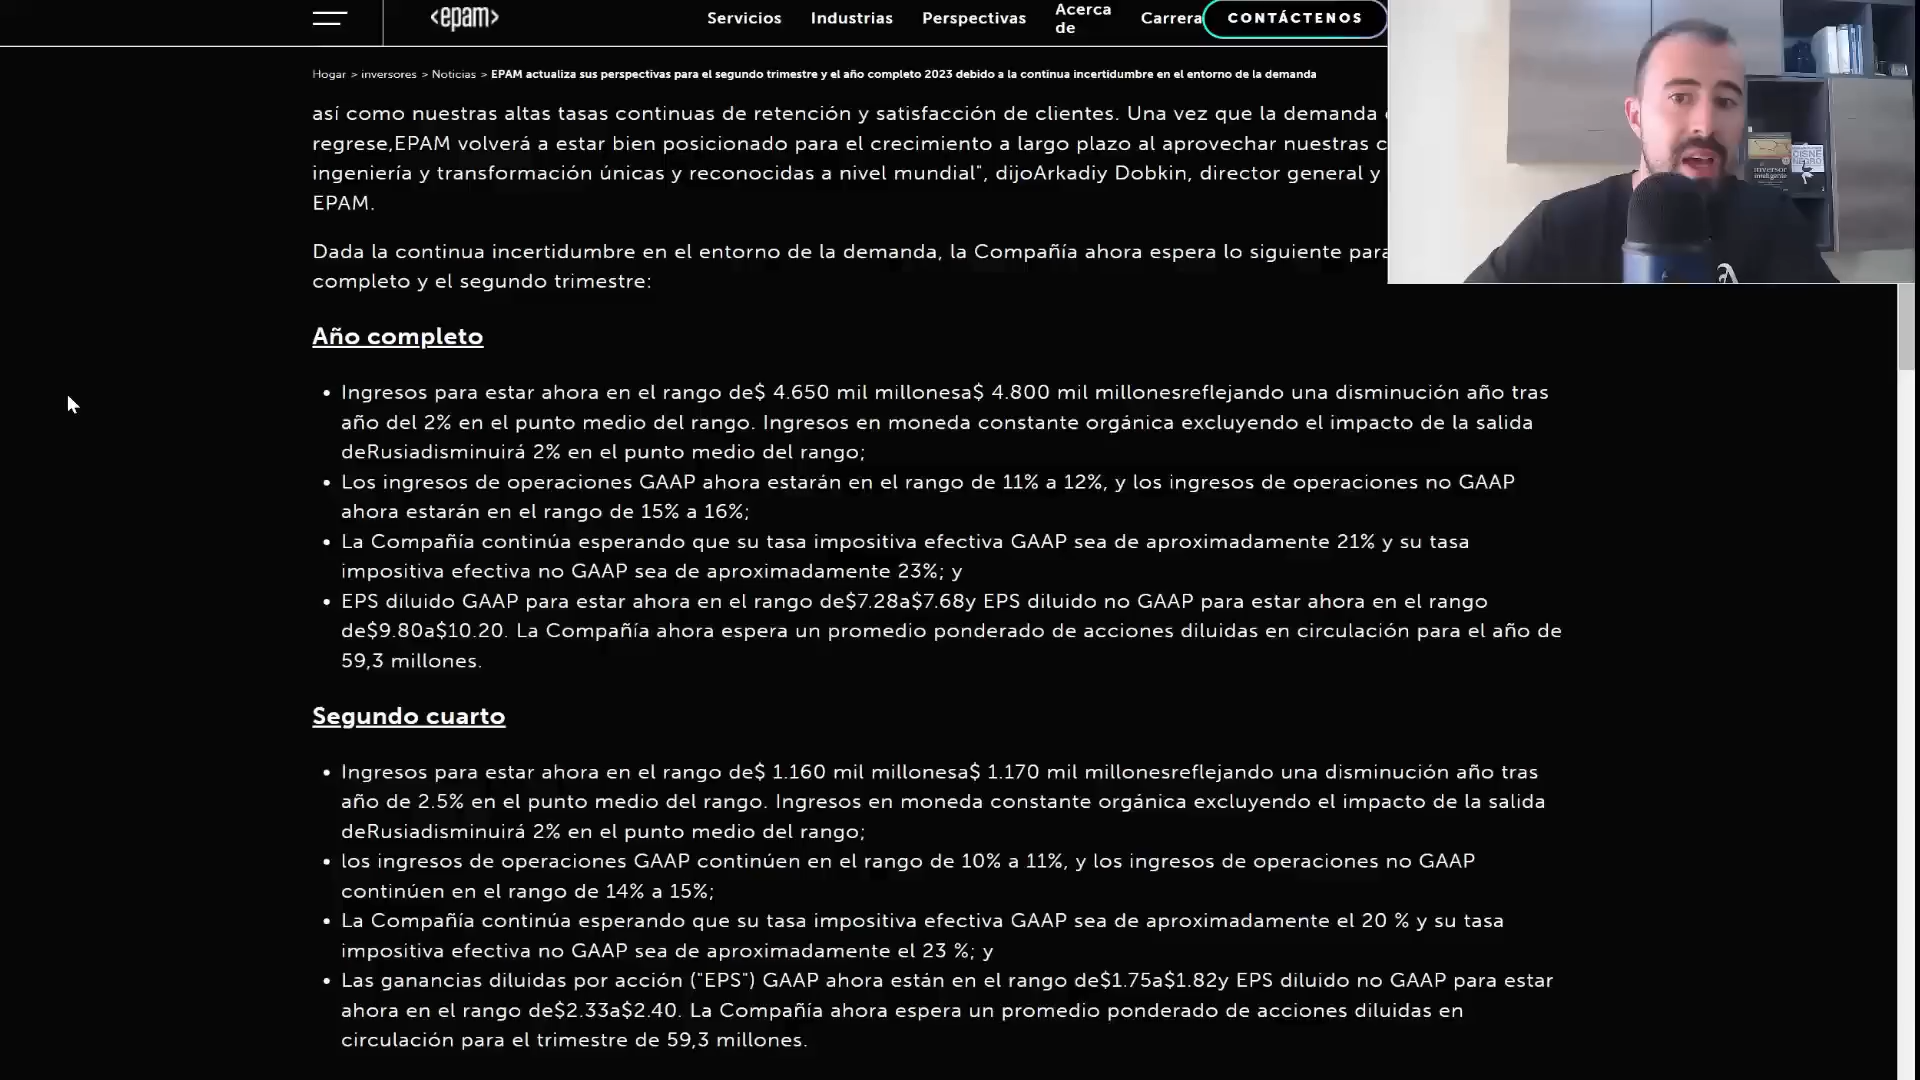 <epam>
Servicios
Industrias
Perspectivas
Acerca
de
Carrera
CONTÁCTENOS
Hogar > inversores > Noticias > EPAM actualiza sus perspectivas para el segundo trimestre y el año completo 2023 debido a la continua incertidumbre en el entorno de la demanda
así como nuestras altas tasas continuas de retención y satisfacción de clientes. Una vez que la demanda
regrese,EPAM volverá a estar bien posicionado para el crecimiento a largo plazo al aprovechar nuestras c
ingeniería y transformación únicas y reconocidas a nivel mundial", dijoArkadiy Dobkin, director general y
EPAM.
Dada la continua incertidumbre en el entorno de la demanda, la Compañía ahora espera lo siguiente para
completo y el segundo trimestre:
Año completo
• Ingresos para estar ahora en el rango de$ 4.650 mil millonesa$ 4.800 mil millonesreflejando una disminución año tras
año del 2% en el punto medio del rango. Ingresos en moneda constante orgánica excluyendo el impacto de la salida
deRusiadisminuirá 2% en el punto medio del rango;
• Los ingresos de operaciones GAAP ahora estarán en el rango de 11% a 12%, y los ingresos de operaciones no GAAP
ahora estarán en el rango de 15% a 16%;
• La Compañía continúa esperando que su tasa impositiva efectiva GAAP sea de aproximadamente 21% y su tasa
impositiva efectiva no GAAP sea de aproximadamente 23%; y
• EPS diluido GAAP para estar ahora en el rango de$7.28a$7.68y EPS diluido no GAAP para estar ahora en el rango
de$9.80a$10.20. La Compañía ahora espera un promedio ponderado de acciones diluidas en circulación para el año de
59,3 millones.
Segundo cuarto
• Ingresos para estar ahora en el rango de$ 1.160 mil millonesa$ 1.170 mil millonesreflejando una disminución año tras
año de 2.5% en el punto medio del rango. Ingresos en moneda constante orgánica excluyendo el impacto de la salida
deRusiadisminuirá 2% en el punto medio del rango;
• los ingresos de operaciones GAAP continúen en el rango de 10% a 11%, y los ingresos de operaciones no GAAP
continúen en el rango de 14% a 15%;
• La Compañía continúa esperando que su tasa impositiva efectiva GAAP sea de aproximadamente el 20 % y su tasa
impositiva efectiva no GAAP sea de aproximadamente el 23 %; y
• Las ganancias diluidas por acción ("EPS") GAAP ahora están en el rango de$1.75a$1.82y EPS diluido no GAAP para estar
ahora en el rango de$2.33a$2.40. La Compañía ahora espera un promedio ponderado de acciones diluidas en
circulación para el trimestre de 59,3 millones.
CISNE
NEGRO
inversor
inteligente